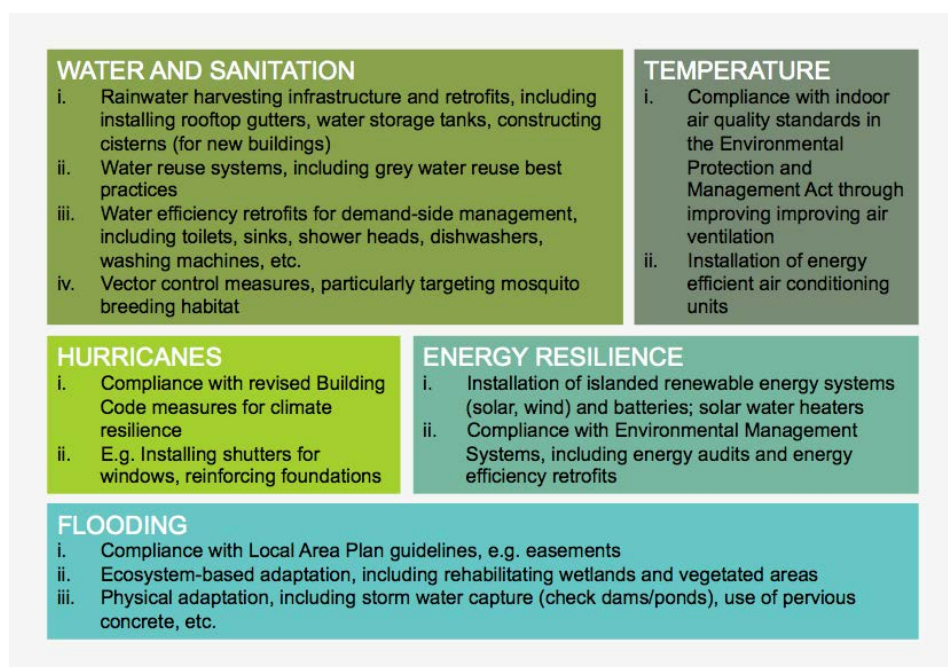 WATER AND SANITATION
i. Rainwater harvesting infrastructure and retrofits, including
installing rooftop gutters, water storage tanks, constructing
cisterns (for new buildings)
ii. Water reuse systems, including grey water reuse best
practices
iii. Water efficiency retrofits for demand-side management,
including toilets, sinks, shower heads, dishwashers,
washing machines, etc.
iv. Vector control measures, particularly targeting mosquito
breeding habitat
TEMPERATURE
i. Compliance with indoor
air quality standards in
the Environmental
Protection and
Management Act through
improving improving air
ventilation
ii. Installation of energy
efficient air conditioning
units
HURRICANES
i. Compliance with revised Building
Code measures for climate
resilience
ii. E.g. Installing shutters for
windows, reinforcing foundations
ENERGY RESILIENCE
i. Installation of islanded renewable energy systems
(solar, wind) and batteries; solar water heaters
ii. Compliance with Environmental Management
Systems, including energy audits and energy
efficiency retrofits
FLOODING
i. Compliance with Local Area Plan guidelines, e.g. easements
ii. Ecosystem-based adaptation, including rehabilitating wetlands and vegetated areas
iii. Physical adaptation, including storm water capture (check dams/ponds), use of pervious
concrete, etc.